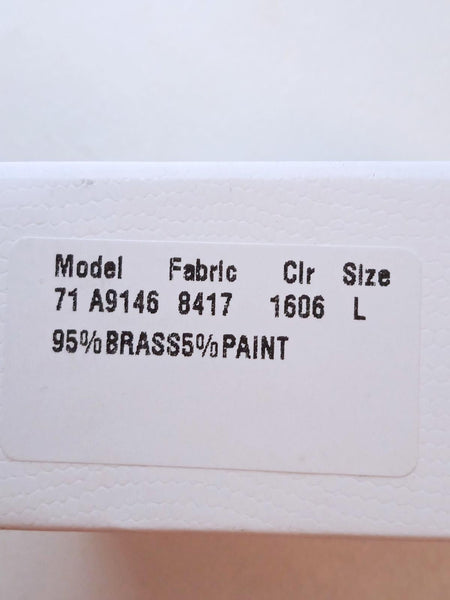 Model Fabric Clr Size
71 A9146 8417 1606 L
95%BRASS5%PAINT